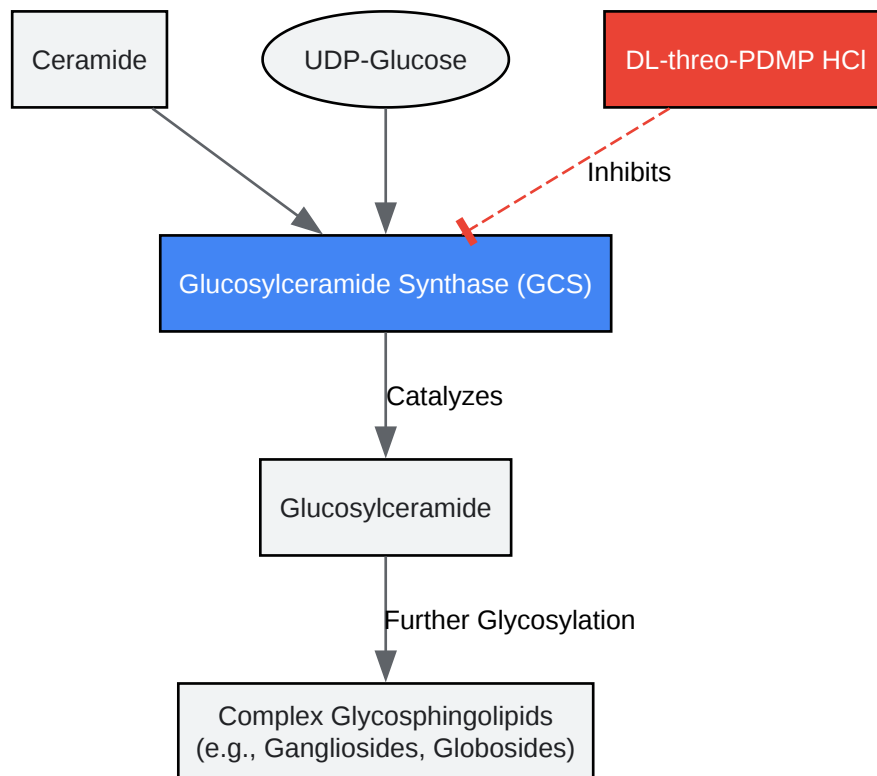 Ceramide
UDP-Glucose
DL-threo-PDMP HCl
Inhibits
Glucosylceramide Synthase (GCS)
Catalyzes
Glucosylceramide
Further Glycosylation
Complex Glycosphingolipids
(e.g., Gangliosides, Globosides)